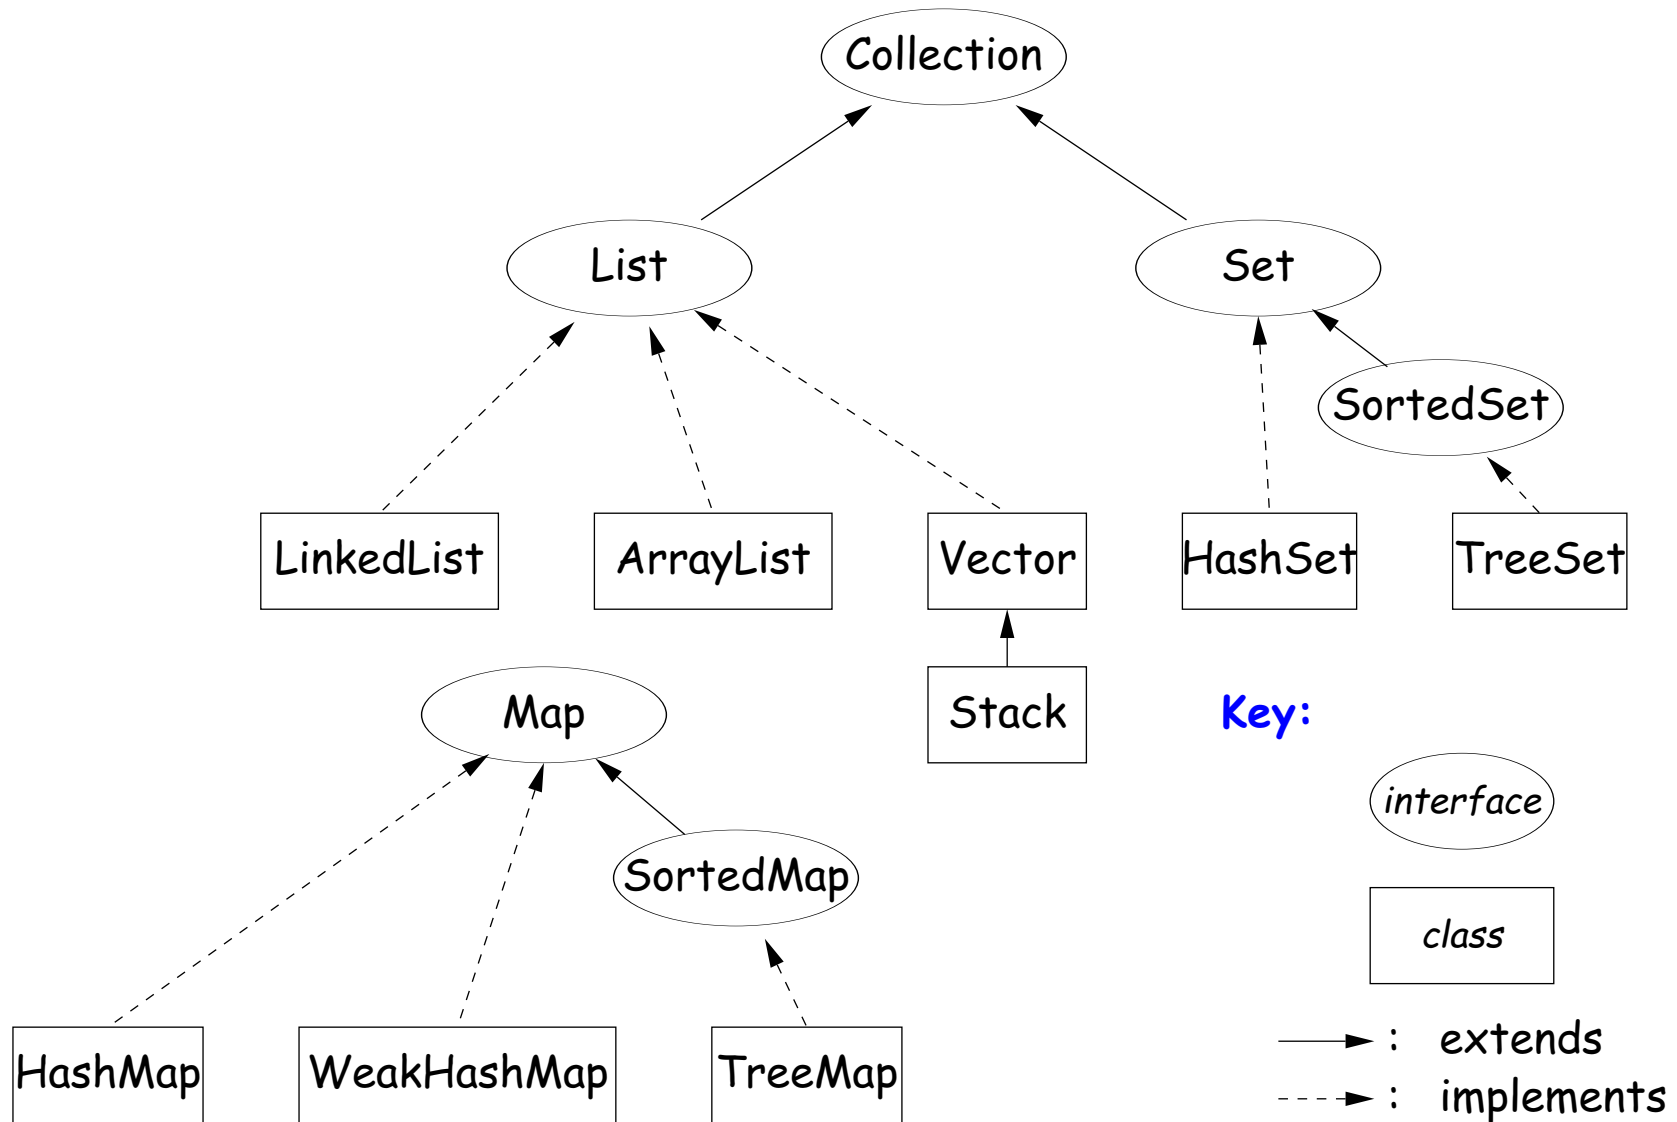 Collection
List
Set
SortedSet
LinkedList
ArrayList
Vector
HashSet
TreeSet
Stack
Map
SortedMap
HashMap
WeakHashMap
TreeMap
Key:
interface
class
: extends
: implements